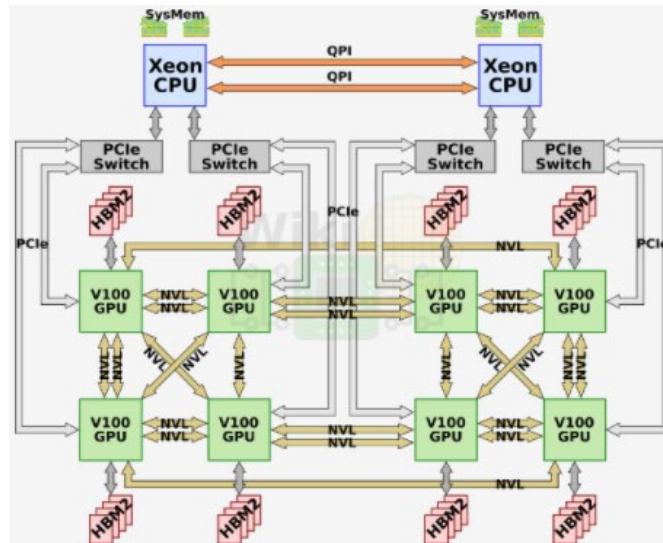 SysMem
SysMem
Xeon
CPU
QPI
QPI
Xeon
CPU
PCIe
Switch
PCIe
Switch
PCIe
Switch
PCIe
Switch
HBM2
HBM2
HBM2
HBM2
PCIe
PCIe
PCIe
Wiki
NVL
V100
GPU
NVL
NVL
V100
GPU
NVL
NVL
V100
GPU
NVL
NVL
V100
GPU
NVL
NVL
NVL
NVL
NVL
NVL
NVL
NVL
NVL
NVL
V100
GPU
NVL
NVL
V100
GPU
NVL
NVL
V100
GPU
NVL
NVL
V100
GPU
NVL
HBM2
HBM2
HBM2
HBM2